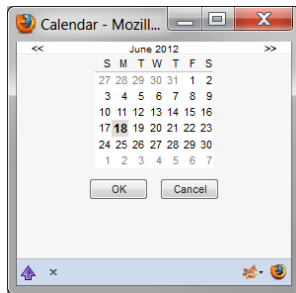 Calendar - Mozill...
<< June 2012 >>
S M T W T F S
27 28 29 30 31 1 2
3 4 5 6 7 8 9
10 11 12 13 14 15 16
17 18 19 20 21 22 23
24 25 26 27 28 29 30
1 2 3 4 5 6 7
OK Cancel